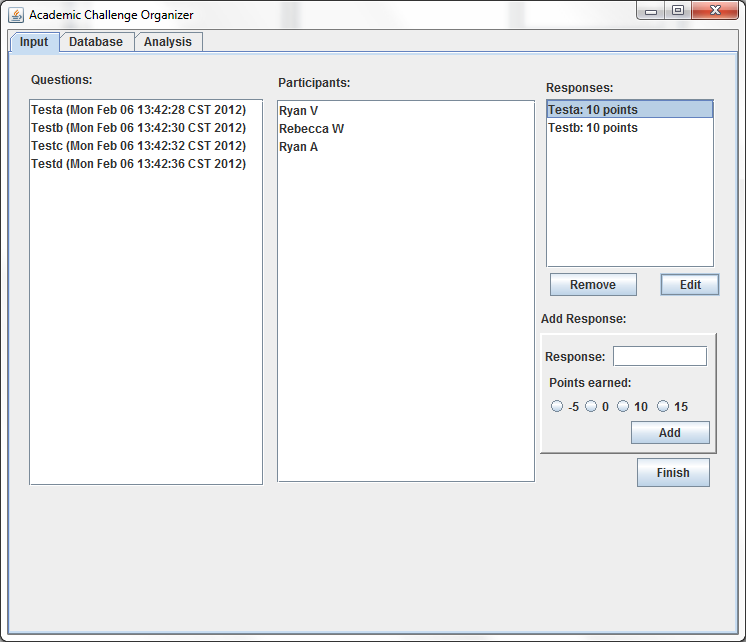 Academic Challenge Organizer
Input Database Analysis
Questions:
Testa (Mon Feb 06 13:42:28 CST 2012)
Testb (Mon Feb 06 13:42:30 CST 2012)
Testc (Mon Feb 06 13:42:32 CST 2012)
Testd (Mon Feb 06 13:42:36 CST 2012)
Participants:
Ryan V
Rebecca W
Ryan A
Responses:
Testa: 10 points
Testb: 10 points
Remove Edit
Add Response:
Response:
Points earned:
-5 0 10 15
Add
Finish